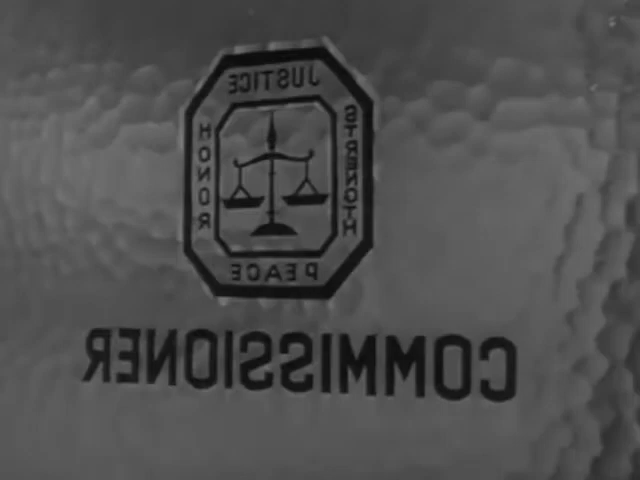 JUSTICE
HONOR
STRENGTH
PEACE
COMMISSIONER